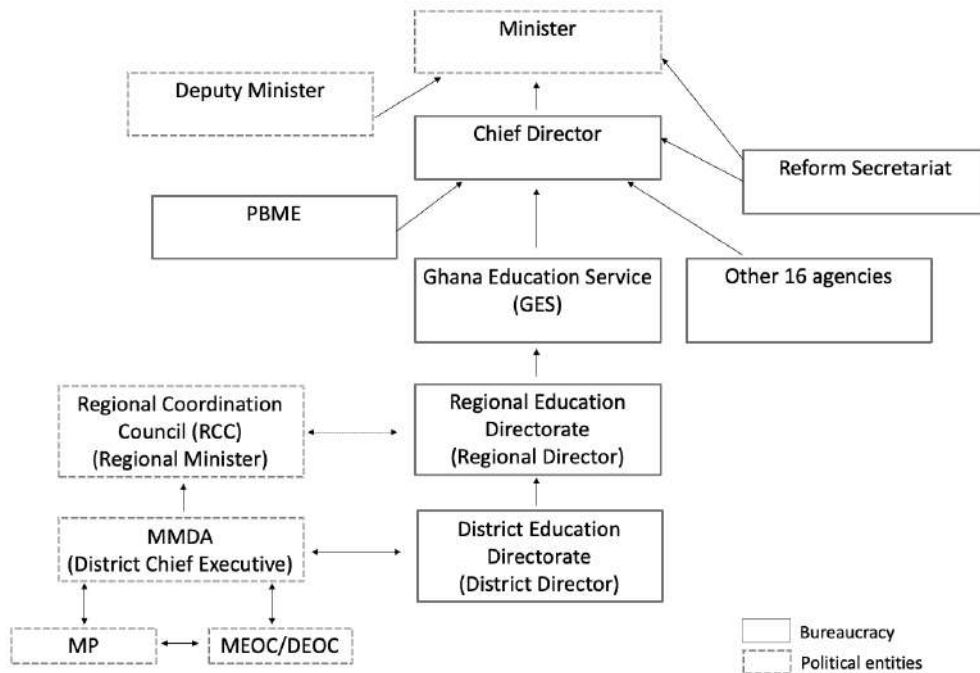 Minister
Deputy Minister
Chief Director
Reform Secretariat
PBME
Ghana Education Service
(GES)
Other 16 agencies
Regional Coordination
Council (RCC)
(Regional Minister)
Regional Education
Directorate
(Regional Director)
MMDA
(District Chief Executive)
District Education
Directorate
(District Director)
MP
MEOC/DEOC
Bureaucracy
Political entities